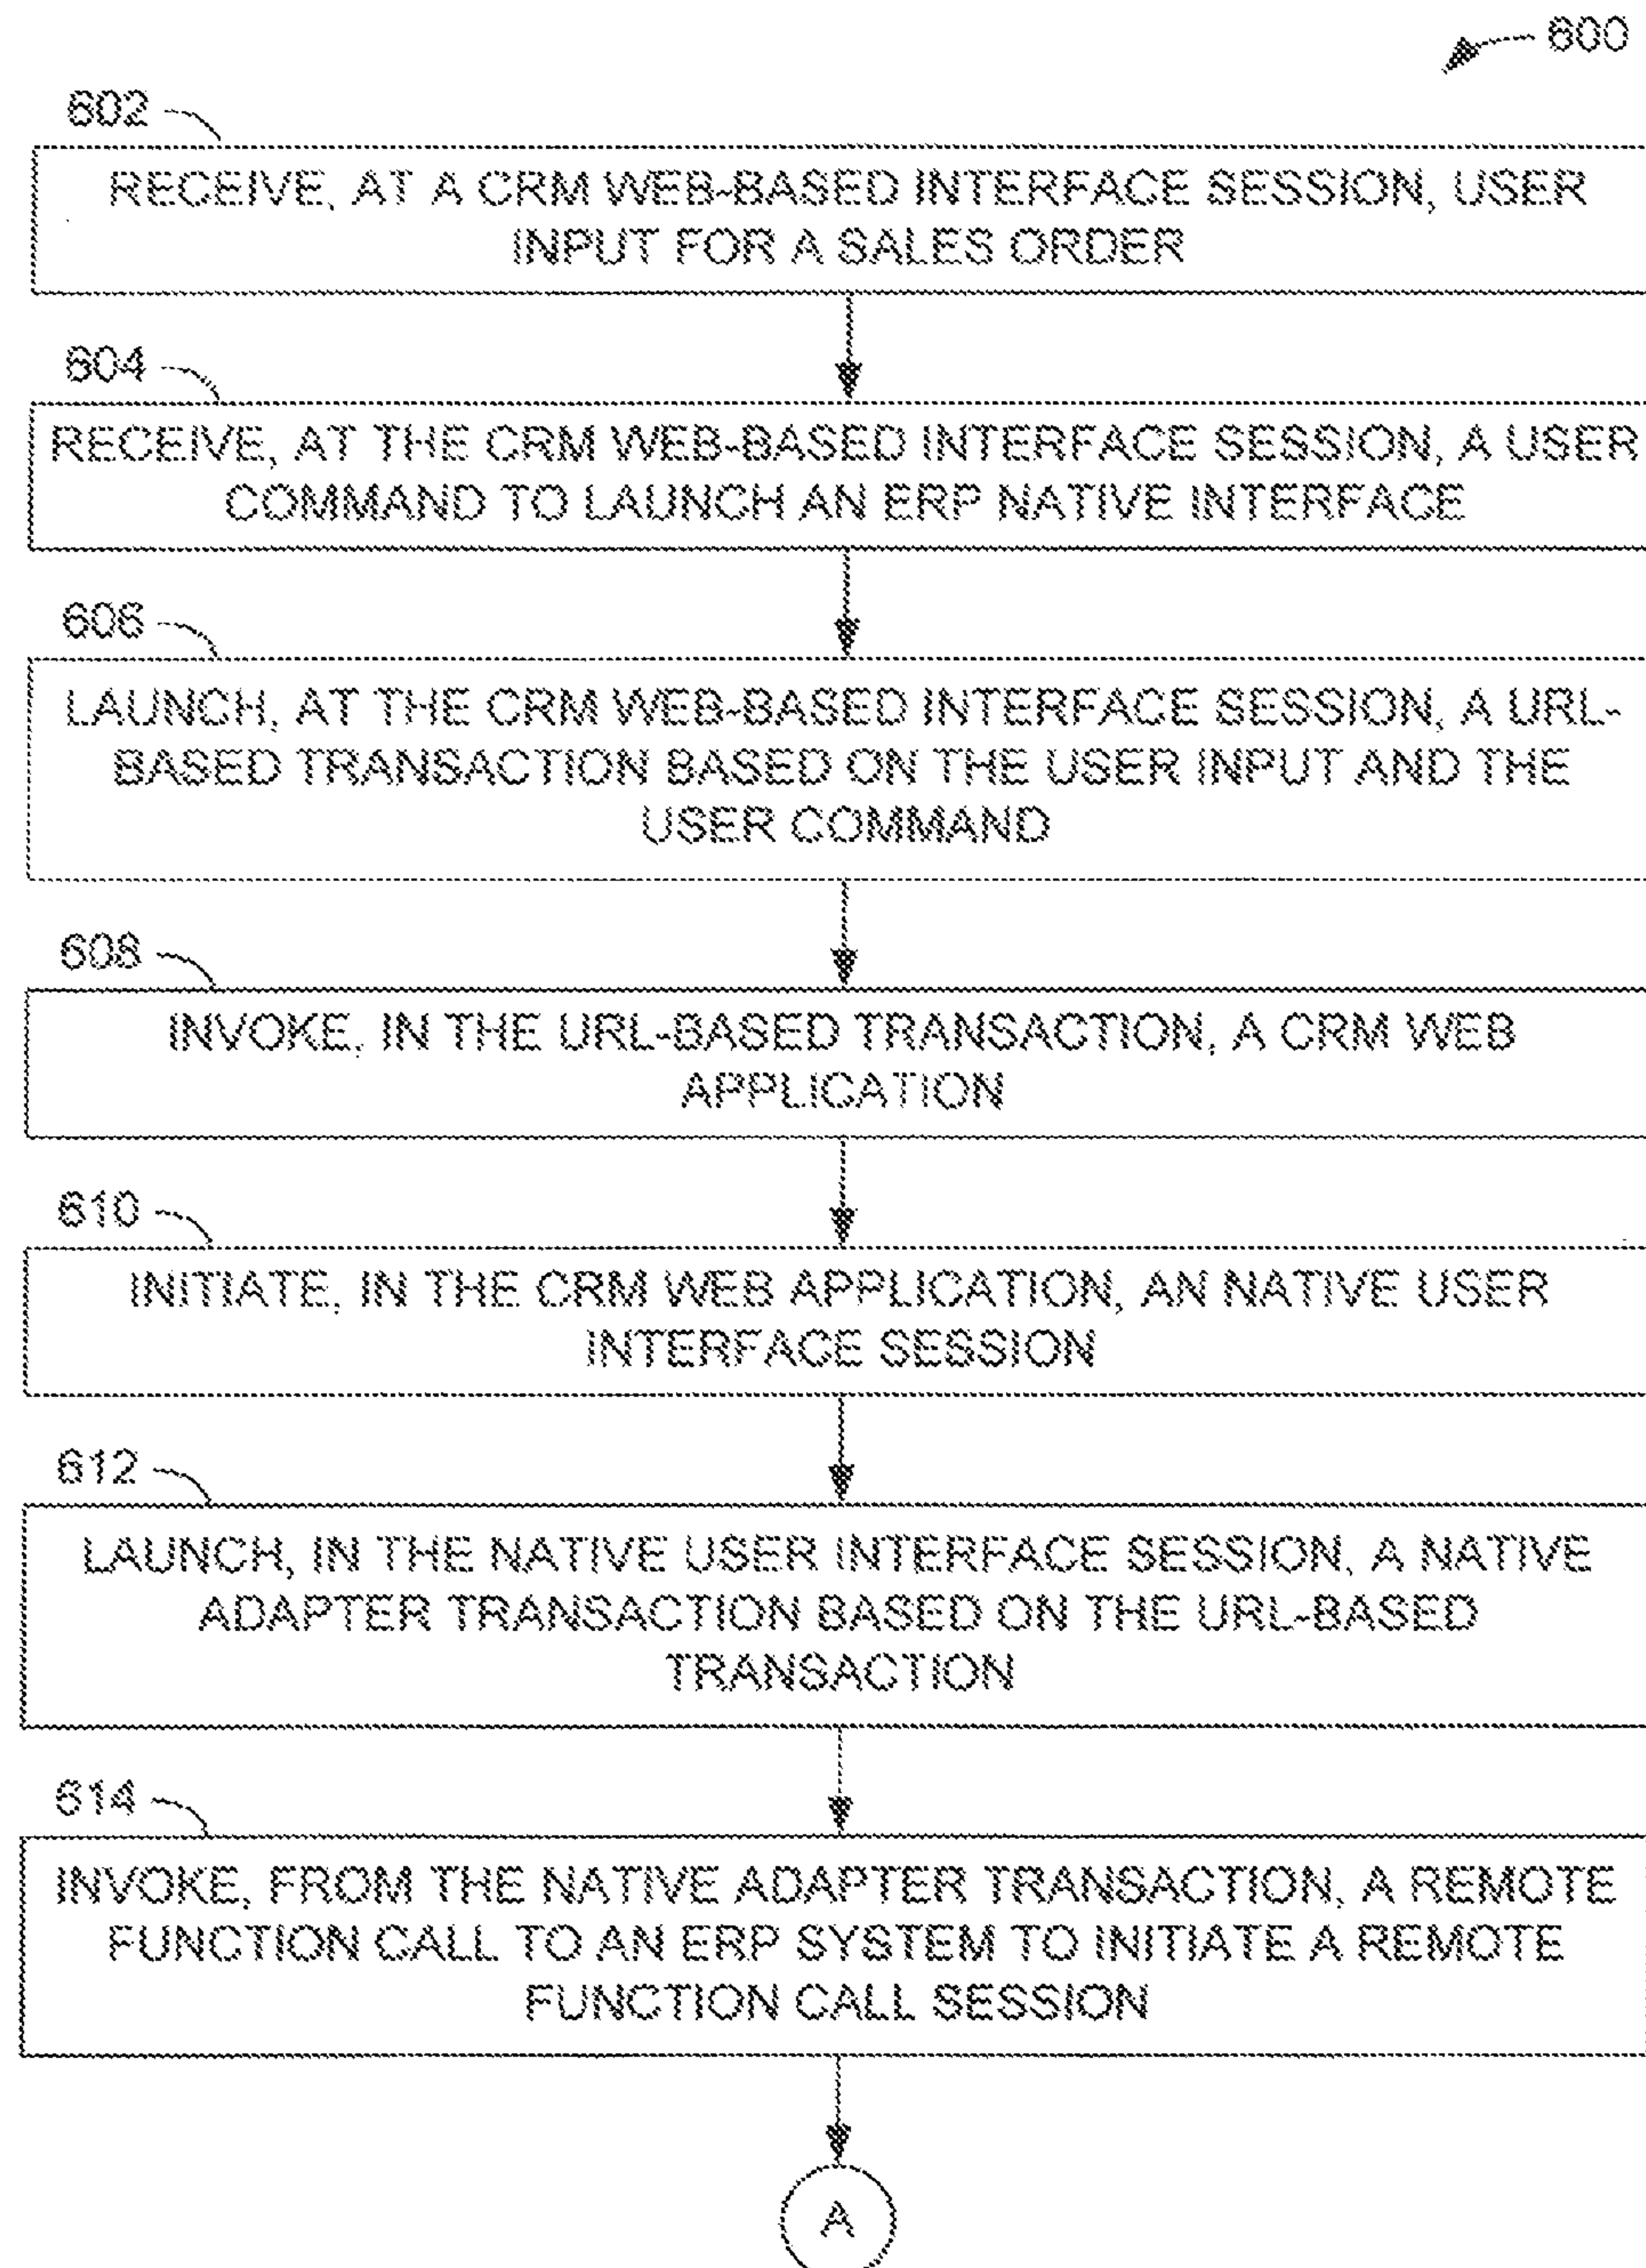 600
602
RECEIVE, AT A CRM WEB-BASED INTERFACE SESSION, USER
INPUT FOR A SALES ORDER
604
RECEIVE, AT THE CRM WEB-BASED INTERFACE SESSION, A USER
COMMAND TO LAUNCH AN ERP NATIVE INTERFACE
606
LAUNCH, AT THE CRM WEB-BASED INTERFACE SESSION, A URL-
BASED TRANSACTION BASED ON THE USER INPUT AND THE
USER COMMAND
608
INVOKE, IN THE URL-BASED TRANSACTION, A CRM WEB
APPLICATION
610
INITIATE, IN THE CRM WEB APPLICATION, AN NATIVE USER
INTERFACE SESSION
612
LAUNCH, IN THE NATIVE USER INTERFACE SESSION, A NATIVE
ADAPTER TRANSACTION BASED ON THE URL-BASED
TRANSACTION
614
INVOKE, FROM THE NATIVE ADAPTER TRANSACTION, A REMOTE
FUNCTION CALL TO AN ERP SYSTEM TO INITIATE A REMOTE
FUNCTION CALL SESSION
A